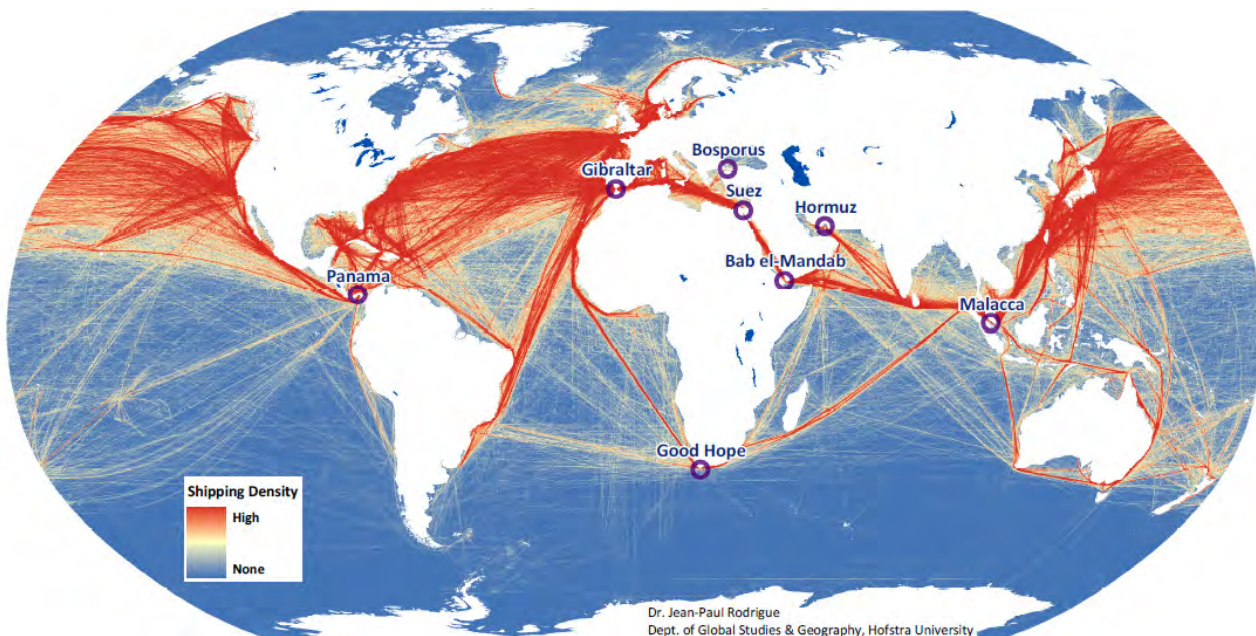 Bosporus
Gibraltar
Suez
Hormuz
Bab el-Mandab
Panama
Malacca
Good Hope
Shipping Density
High
None
Dr. Jean-Paul Rodrigue
Dept. of Global Studies & Geography, Hofstra University